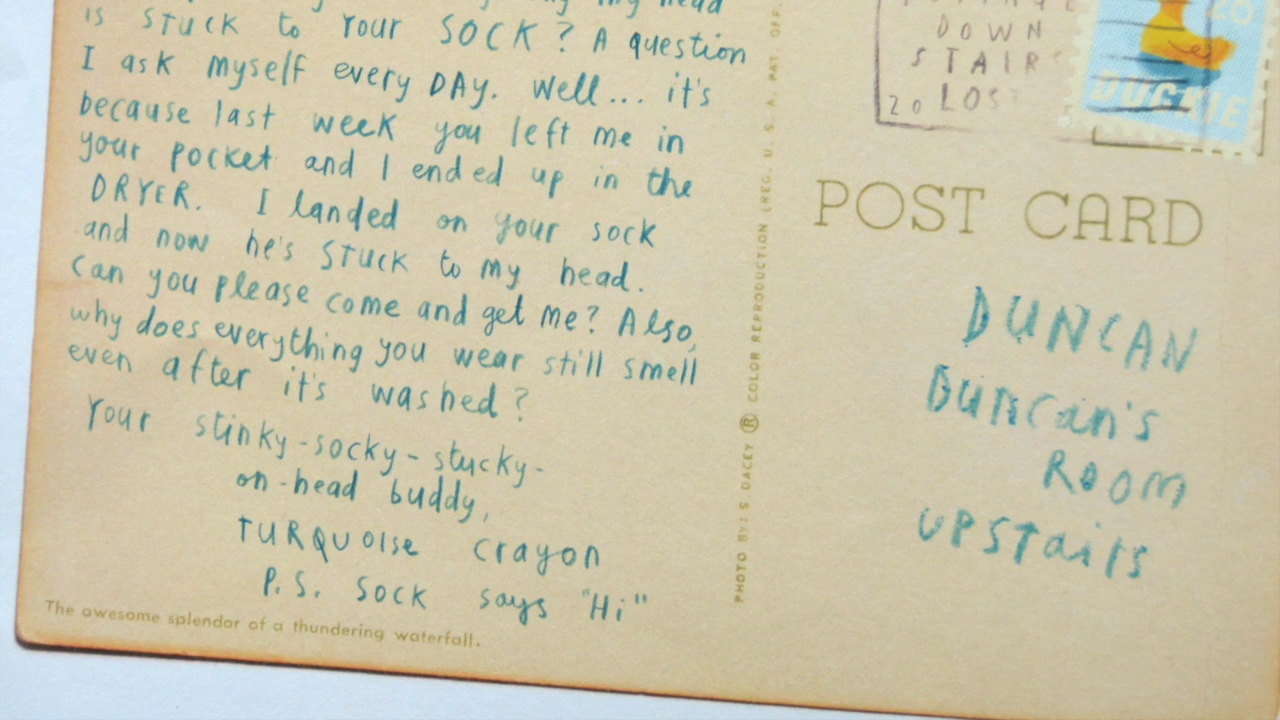 my head
is STUCK to Your SOCK? A question
I ask myself every DAY. Well... it's
because last week you left me in
your pocket and I ended up in the
DRYER. I landed on your sock
and now he's STUCK to my head.
Can you please come and get me? Also,
why does everything you wear still smell
even after it's washed?
Your stinky-socky-stucky-
on-head buddy,
TURQUOISe crayon
P.S. SOCK says "Hi"
The awesome splendor of a thundering waterfall.
PHOTO BY: S. DACEY ® COLOR REPRODUCTION (REG. U. S. A. PAT. OFF.
DOWN
STAIRS
20 LOST
20
DUCKIE
POST CARD
DUNCAN
Duncan's
ROOM
UPSTairs